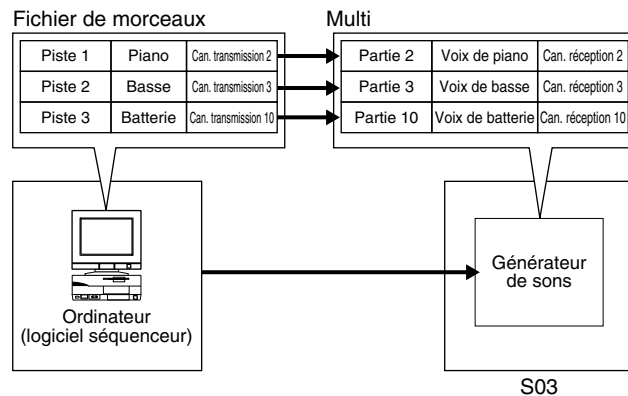 Fichier de morceaux
Multi
Piste 1 Piano Can. transmission 2
Partie 2 Voix de piano Can. réception 2
Piste 2 Basse Can. transmission 3
Partie 3 Voix de basse Can. réception 3
Piste 3 Batterie Can. transmission 10
Partie 10 Voix de batterie Can. réception 10
Ordinateur
(logiciel séquenceur)
Générateur
de sons
S03